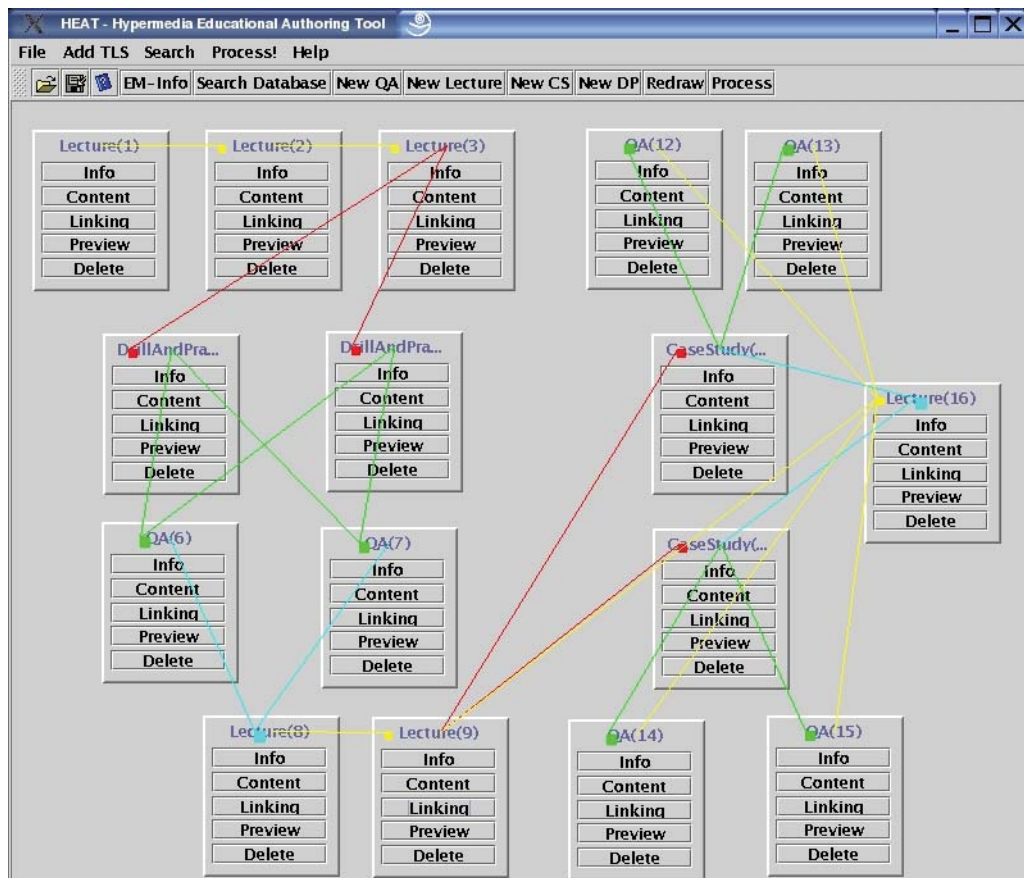 HEAT - Hypermedia Educational Authoring Tool
File Add TLS Search Process! Help
EM-Info Search Database New QA New Lecture New CS New DP Redraw Process
Lecture(1)
Info
Content
Linking
Preview
Delete
Lecture(2)
Info
Content
Linking
Preview
Delete
Lecture(3)
Info
Content
Linking
Preview
Delete
QA(12)
Info
Content
Linking
Preview
Delete
QA(13)
Info
Content
Linking
Preview
Delete
DrillAndPra...
Info
Content
Linking
Preview
Delete
DrillAndPra...
Info
Content
Linking
Preview
Delete
CaseStudy(...
Info
Content
Linking
Preview
Delete
Lecture(16)
Info
Content
Linking
Preview
Delete
QA(6)
Info
Content
Linking
Preview
Delete
QA(7)
Info
Content
Linking
Preview
Delete
CaseStudy(...
Info
Content
Linking
Preview
Delete
Lecture(8)
Info
Content
Linking
Preview
Delete
Lecture(9)
Info
Content
Linking
Preview
Delete
QA(14)
Info
Content
Linking
Preview
Delete
QA(15)
Info
Content
Linking
Preview
Delete